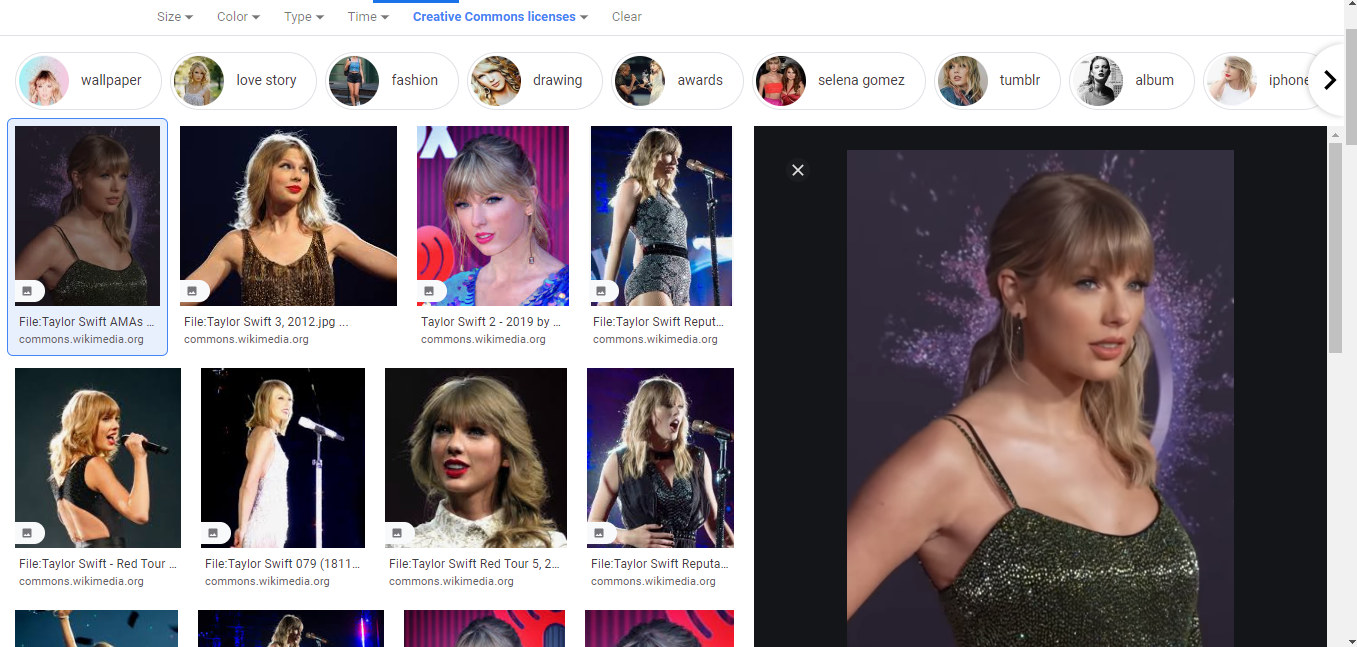 Size Color Type Time Creative Commons licenses Clear
wallpaper love story fashion drawing awards selena gomez tumblr album iphone
File:Taylor Swift AMAs ... File:Taylor Swift 3, 2012.jpg ... Taylor Swift 2 - 2019 by ... File:Taylor Swift Reput...
commons.wikimedia.org commons.wikimedia.org commons.wikimedia.org commons.wikimedia.org
File:Taylor Swift - Red Tour ... File:Taylor Swift 079 (1811... File:Taylor Swift Red Tour 5, 2... File:Taylor Swift Reputa...
commons.wikimedia.org commons.wikimedia.org commons.wikimedia.org commons.wikimedia.org